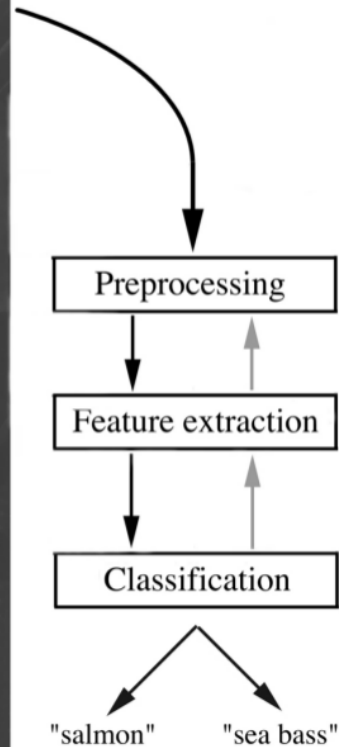 Preprocessing
Feature extraction
Classification
"salmon" "sea bass"